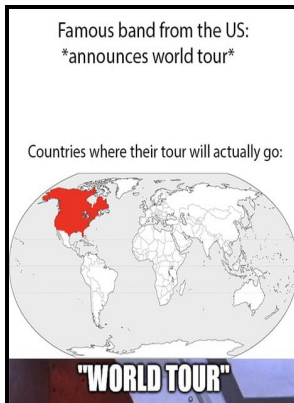 Famous band from the US:
*announces world tour*
Countries where their tour will actually go:
"WORLD TOUR"